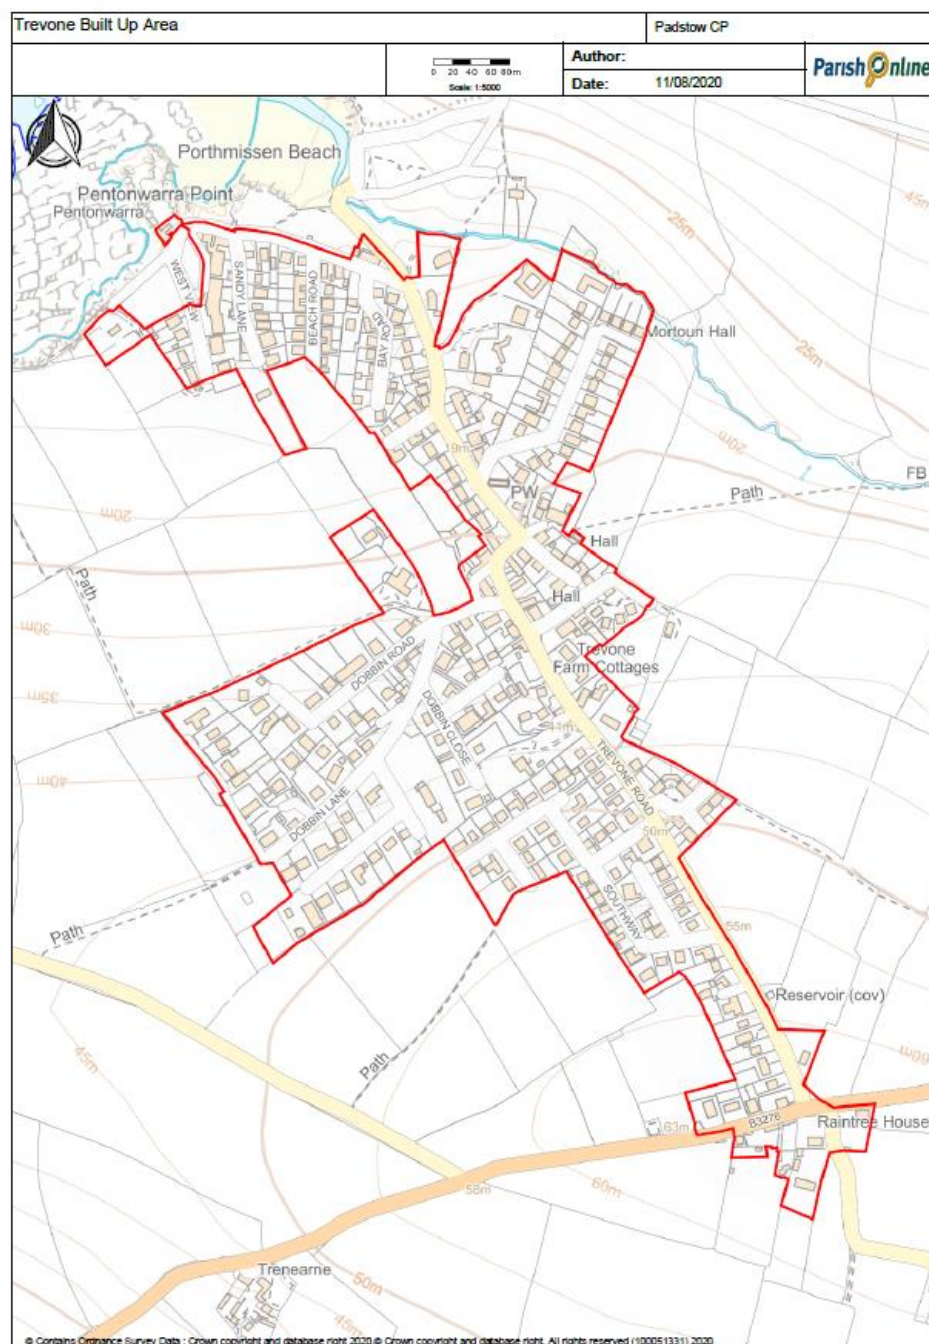 Trevone Built Up Area
Padstow CP
Author:
0 20 40 60 80m
Scale: 1:5000
Date: 11/08/2020
Parish Online
Porthmissen Beach
Pentonwarra Point
Pentonwarra
45m
25m
WEST VIEW
SANDY LANE
BEACH ROAD
BAY ROAD
Mortoun Hall
25m
20m
19m
FB
PW
Path
20m
Hall
Path
Hall
30m
Trevone
Farm Cottages
DOBBIN ROAD
35m
DOBBIN CLOSE
41m
TREVONE ROAD
40m
DOBBIN LANE
50m
SOUTHWAY
Path
55m
Reservoir (cov)
45m
60m
Path
B3276
Raintree House
63m
58m
60m
Trenearne
50m
45m
© Contains Ordnance Survey Data : Crown copyright and database right 2020 © Crown copyright and database right. All rights reserved (100051331) 2020